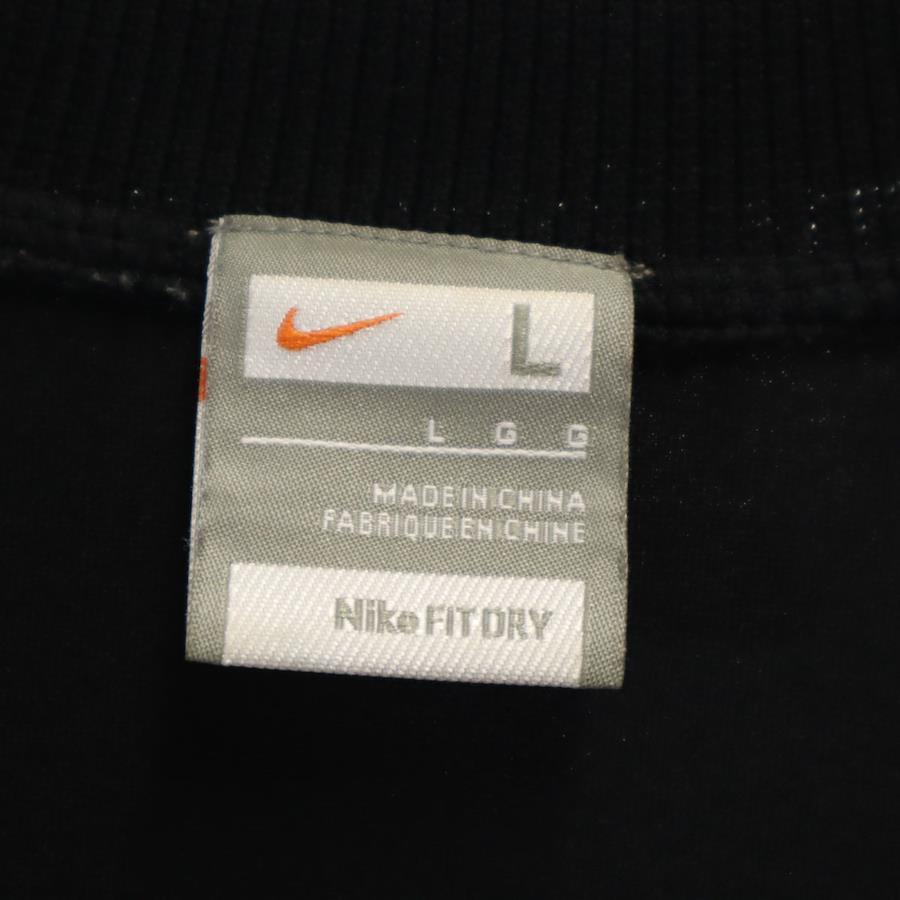 L
L G G
MADE IN CHINA
FABRIQUE EN CHINE
Nike FIT DRY